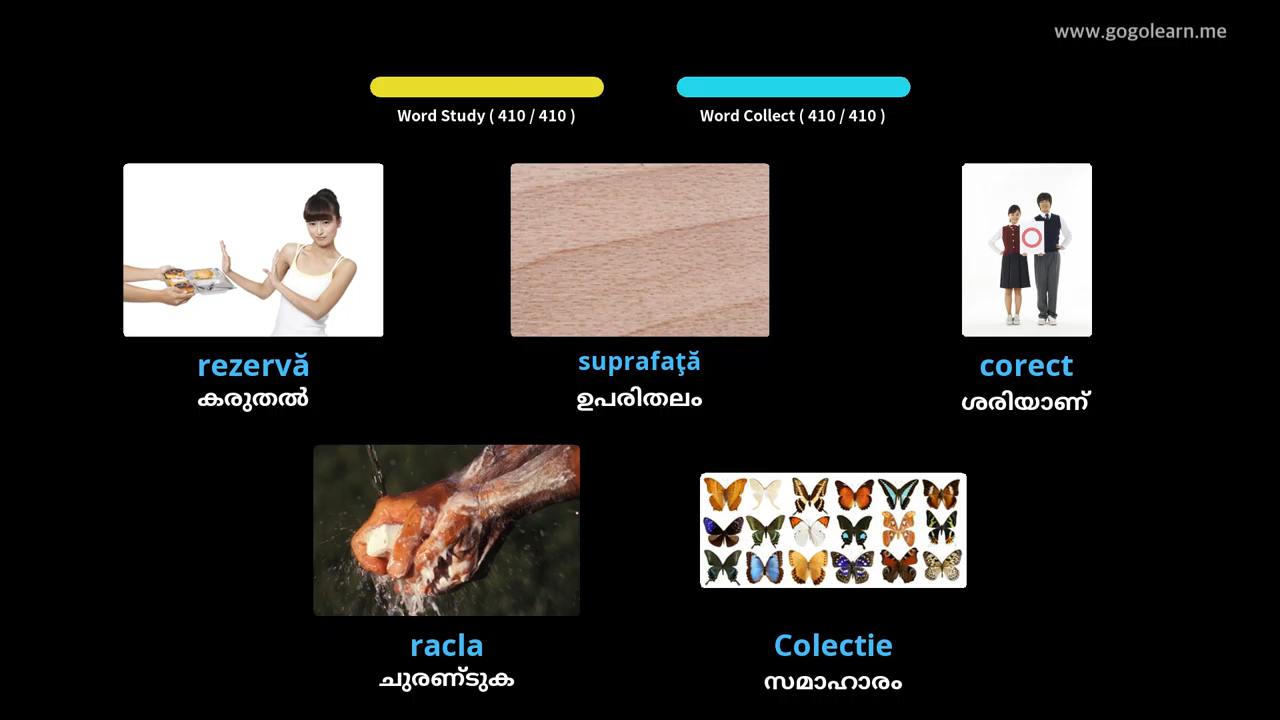 www.gogolearn.me
Word Study ( 410 / 410 )
Word Collect ( 410 / 410 )
rezervă
കരുതൽ
suprafaţă
ഉപരിതലം
corect
ശരിയാണ്
racla
ചുരണ്ടുക
Colectie
സമാഹാരം